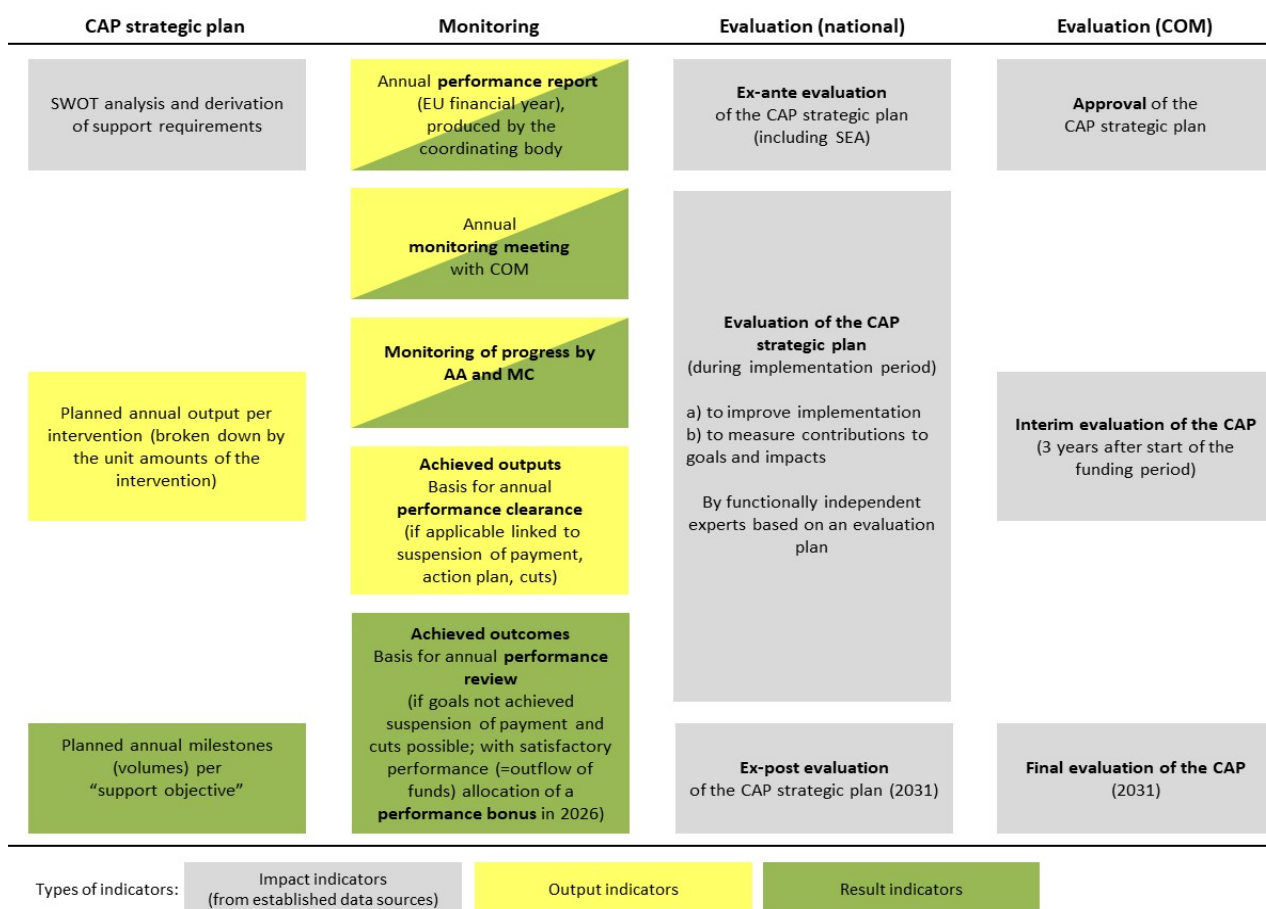 CAP strategic plan
Monitoring
Evaluation (national)
Evaluation (COM)
SWOT analysis and derivation
of support requirements
Annual performance report
(EU financial year),
produced by the
coordinating body
Ex-ante evaluation
of the CAP strategic plan
(including SEA)
Approval of the
CAP strategic plan
Annual
monitoring meeting
with COM
Monitoring of progress by
AA and MC
Evaluation of the CAP
strategic plan
(during implementation period)
a) to improve implementation
b) to measure contributions to
goals and impacts
By functionally independent
experts based on an evaluation
plan
Planned annual output per
intervention (broken down by
the unit amounts of the
intervention)
Interim evaluation of the CAP
(3 years after start of the
funding period)
Achieved outputs
Basis for annual
performance clearance
(if applicable linked to
suspension of payment,
action plan, cuts)
Achieved outcomes
Basis for annual performance
review
(if goals not achieved
suspension of payment and
cuts possible; with satisfactory
performance (=outflow of
funds) allocation of a
performance bonus in 2026)
Planned annual milestones
(volumes) per
“support objective”
Ex-post evaluation
of the CAP strategic plan (2031)
Final evaluation of the CAP
(2031)
Types of indicators:
Impact indicators
(from established data sources)
Output indicators
Result indicators